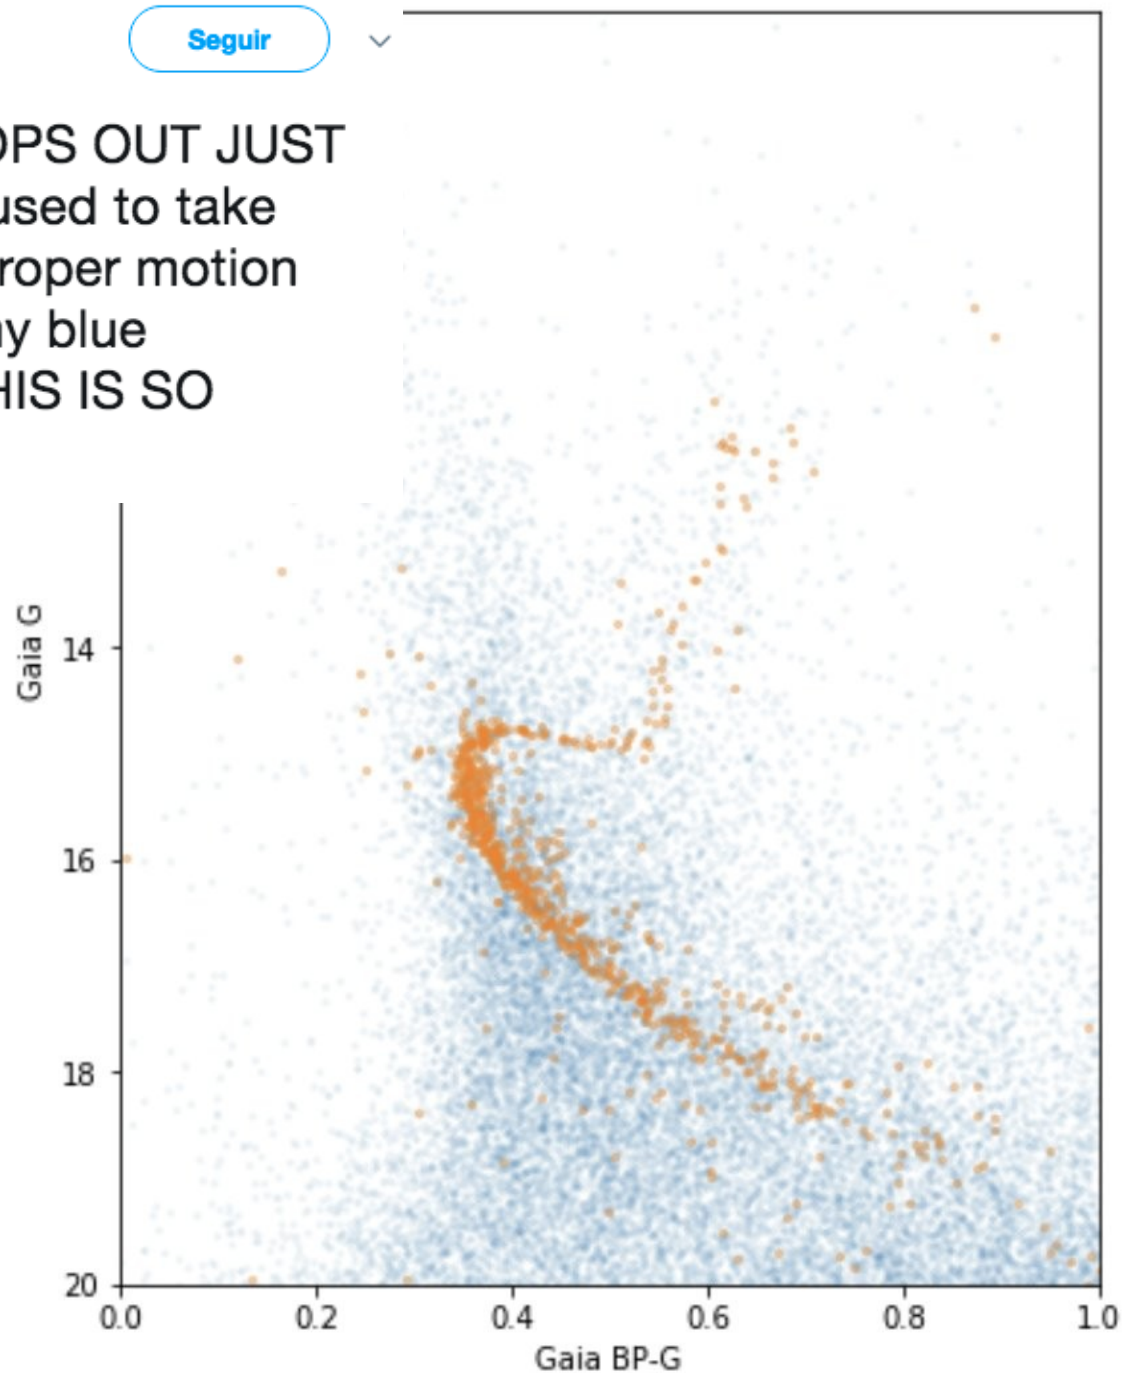 Seguir
OPS OUT JUST
used to take
roper motion
y blue
HIS IS SO
Gaia G
14
16
18
20
0.0 0.2 0.4 0.6 0.8 1.0
Gaia BP-G